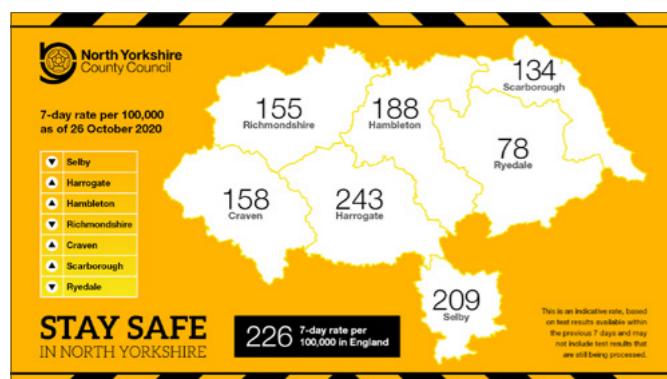 North Yorkshire
County Council
7-day rate per 100,000
as of 26 October 2020
Selby
Harrogate
Hambleton
Richmondshire
Craven
Scarborough
Ryedale
134
Scarborough
155
Richmondshire
188
Hambleton
78
Ryedale
158
Craven
243
Harrogate
209
Selby
STAY SAFE
IN NORTH YORKSHIRE
226 7-day rate per
100,000 in England
This is an indicative rate, based
on test results available within
the previous 7 days and may
not include test results that
are still being processed.